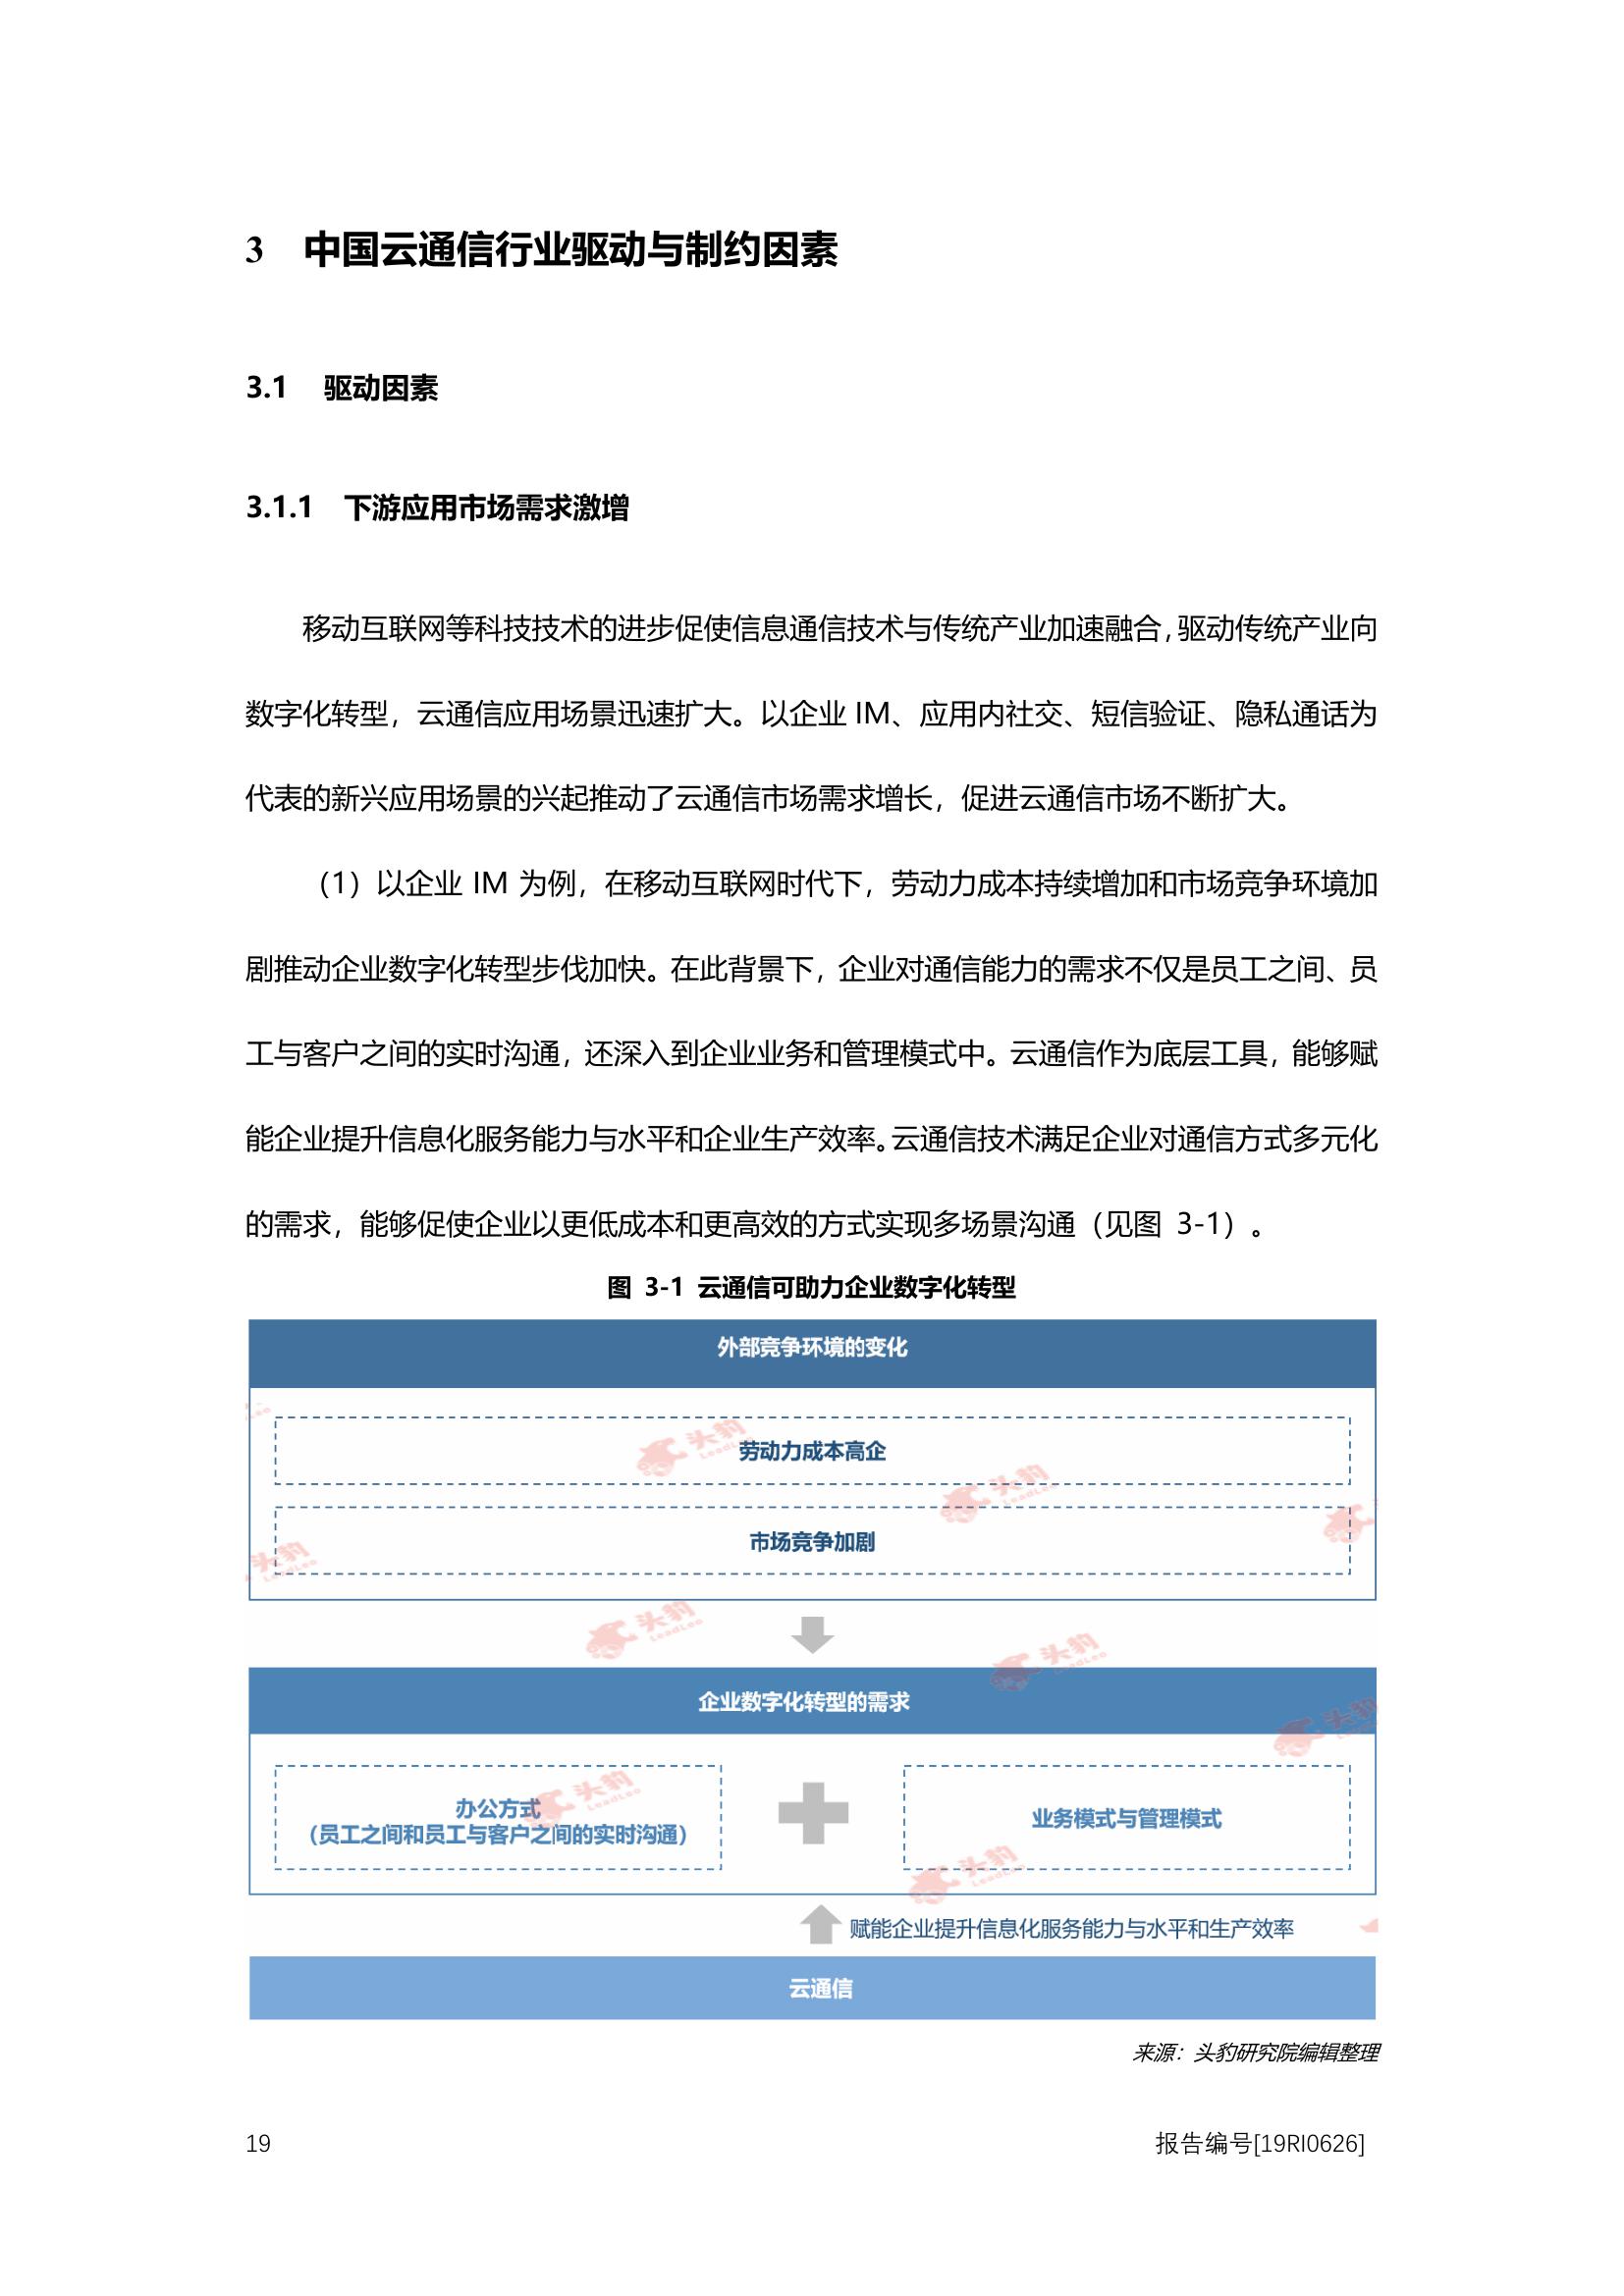 3 中国云通信行业驱动与制约因素
3.1 驱动因素
3.1.1 下游应用市场需求激增
移动互联网等科技技术的进步促使信息通信技术与传统产业加速融合，驱动传统产业向
数字化转型，云通信应用场景迅速扩大。以企业 IM、应用内社交、短信验证、隐私通话为
代表的新兴应用场景的兴起推动了云通信市场需求增长，促进云通信市场不断扩大。
（1）以企业 IM 为例，在移动互联网时代下，劳动力成本持续增加和市场竞争环境加
剧推动企业数字化转型步伐加快。在此背景下，企业对通信能力的需求不仅是员工之间、员
工与客户之间的实时沟通，还深入到企业业务和管理模式中。云通信作为底层工具，能够赋
能企业提升信息化服务能力与水平和企业生产效率。云通信技术满足企业对通信方式多元化
的需求，能够促使企业以更低成本和更高效的方式实现多场景沟通（见图 3-1）。
图 3-1 云通信可助力企业数字化转型
外部竞争环境的变化
头豹
LeadLeo
劳动力成本高企
头豹
LeadLeo
市场竞争加剧
头豹
LeadLeo
头豹
LeadLeo
头豹
LeadLeo
企业数字化转型的需求
头豹
办公方式
（员工之间和员工与客户之间的实时沟通）
头豹
LeadLeo
业务模式与管理模式
头豹
LeadLeo
赋能企业提升信息化服务能力与水平和生产效率
云通信
来源：头豹研究院编辑整理
19
报告编号[19RI0626]